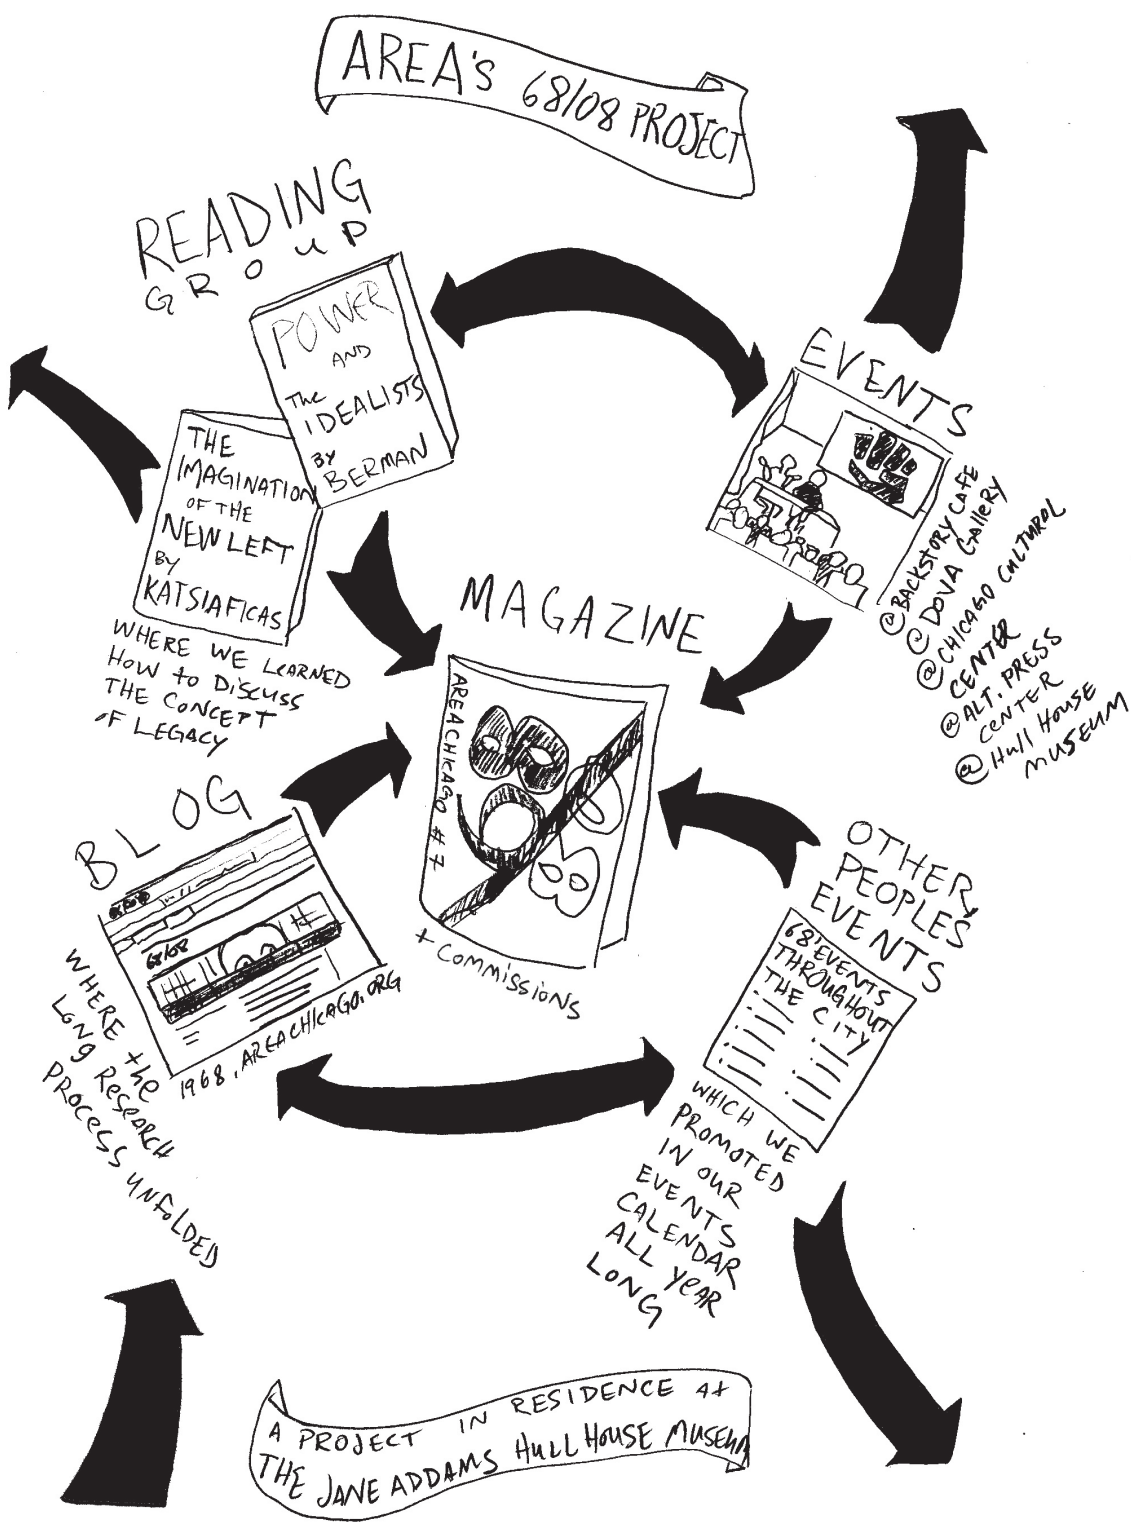 AREA'S 68/08 PROJECT
READING
GROUP
POWER
AND
The
IDEALISTS
BY
BERMAN
THE
IMAGINATION
OF THE
NEW LEFT
BY
KATSIAFICAS
WHERE WE LEARNED
HOW to DISCUSS
THE CONCEPT
OF LEGACY
EVENTS
@BACKSTORY CAFE
@ DOVA GallERY
@CHICAGO CULTUROL
CENTER
@ALT. PRESS
CENTER
@Hull HOUSE
MUSEUM
MAGAZINE
AREACHICAGO #7
+ COMMISSIONS
BLOG
68/08
1968.AREACHICAGO.ORG
WHERE the
LONG RESEARCH
PROCESS UNFOLDED
OTHER
PEOPLE'S
EVENTS
68'EVENTS
THROUGHOUT
THE CITY
WHICH WE
PROMOTED
IN OUR
EVENTS
CALENDAR
ALL YEAR
LONG
A PROJECT IN RESIDENCE At
THE JANE ADDAMS HULL HOUSE MUSEUM